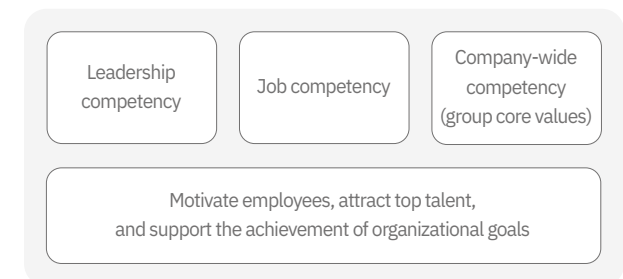 Leadership
competency
Job competency
Company-wide
competency
(group core values)
Motivate employees, attract top talent,
and support the achievement of organizational goals